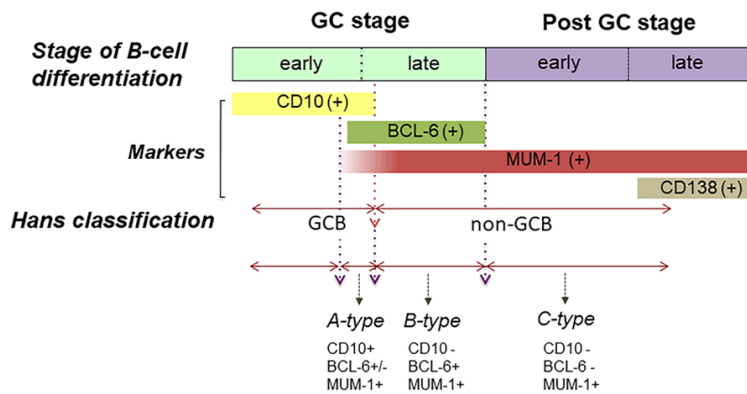 GC stage
Post GC stage
Stage of B-cell
differentiation
early
late
early
late
CD10 (+)
BCL-6 (+)
Markers
MUM-1 (+)
CD138 (+)
Hans classification
GCB
non-GCB
A-type
B-type
C-type
CD10+
BCL-6+/-
MUM-1+
CD10 -
BCL-6+
MUM-1+
CD10 -
BCL-6 -
MUM-1+